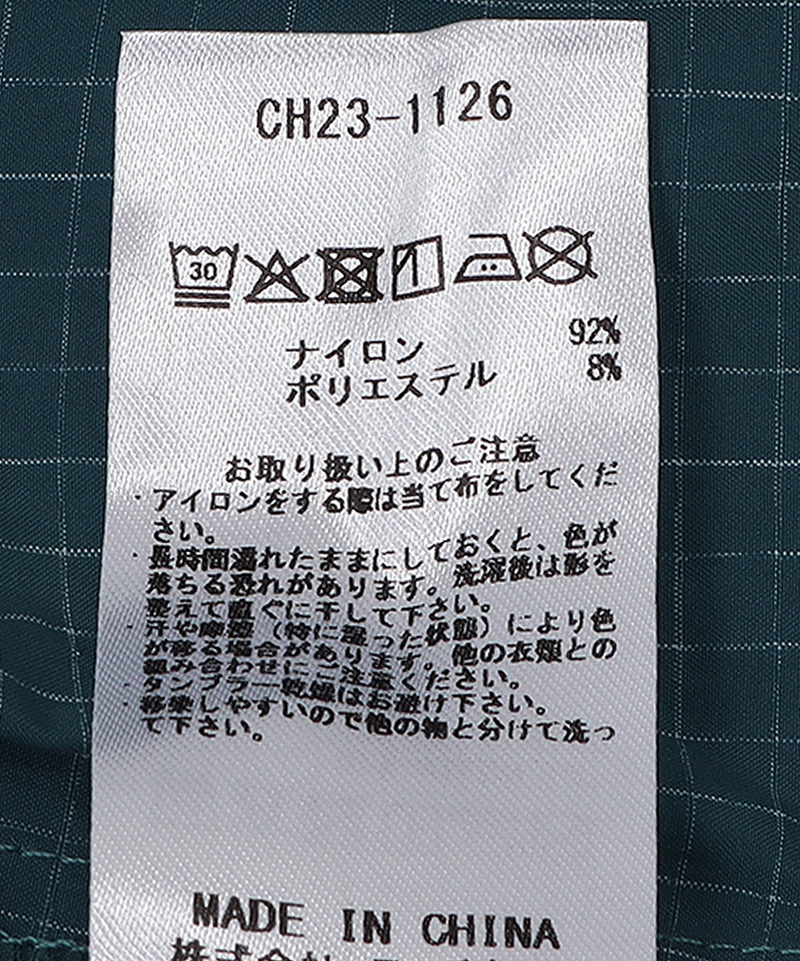 CH23-1126
30
ナイロン 92%
ポリエステル 8%
お取り扱い上のご注意
・アイロンをする際は当て布をしてくだ
さい。
・長時間濡れたままにしておくと、色が
落ちる恐れがあります。洗濯後は形を
整えて直ぐに干して下さい。
・汗や摩擦（特に湿った状態）により色
が移る場合があります。他の衣類との
組み合わせにご注意ください。
・タンブラー乾燥はお避け下さい。
・移染しやすいので他の物と分けて洗っ
て下さい。
MADE IN CHINA
株式会社